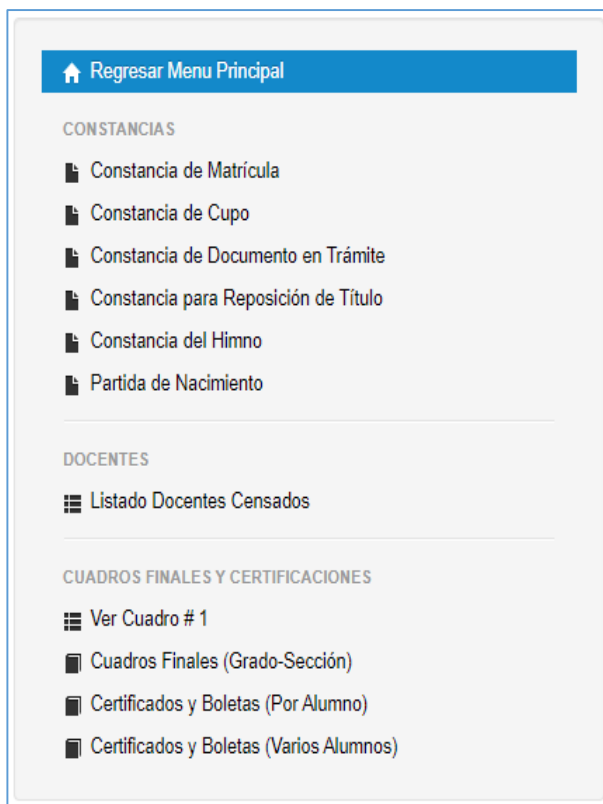 Regresar Menu Principal
CONSTANCIAS
Constancia de Matrícula
Constancia de Cupo
Constancia de Documento en Trámite
Constancia para Reposición de Título
Constancia del Himno
Partida de Nacimiento
DOCENTES
Listado Docentes Censados
CUADROS FINALES Y CERTIFICACIONES
Ver Cuadro # 1
Cuadros Finales (Grado-Sección)
Certificados y Boletas (Por Alumno)
Certificados y Boletas (Varios Alumnos)